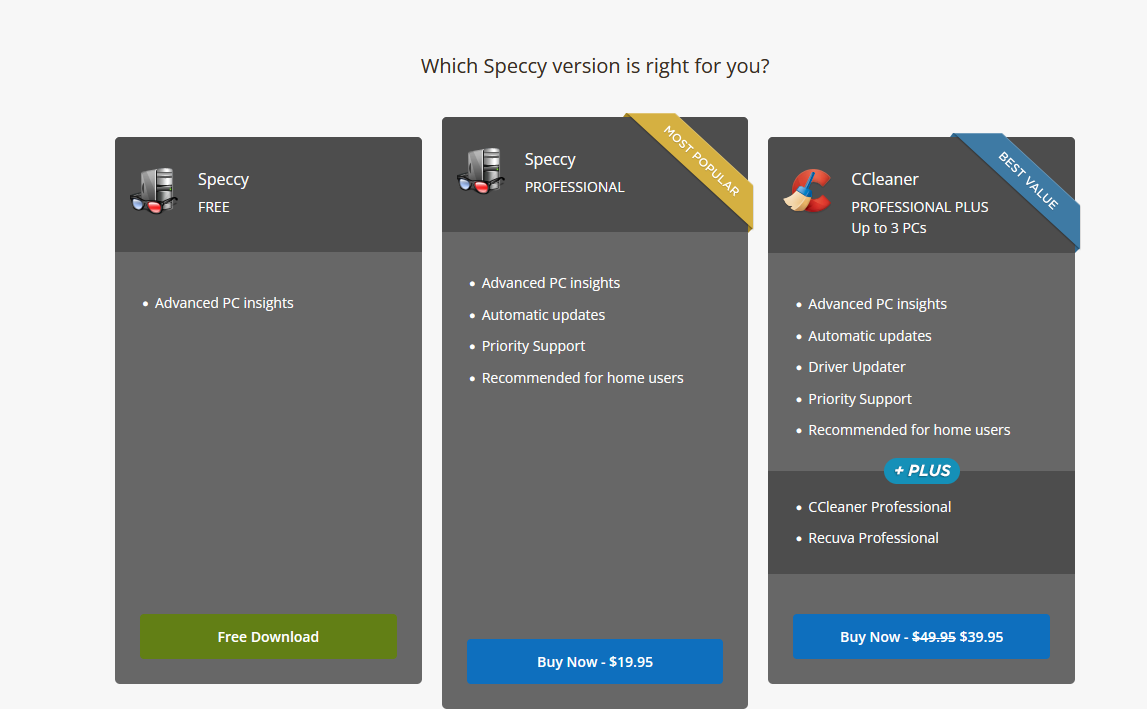 Which Speccy version is right for you?
Speccy
FREE
Advanced PC insights
Free Download
Speccy
PROFESSIONAL
MOST POPULAR
Advanced PC insights
Automatic updates
Priority Support
Recommended for home users
Buy Now - $19.95
CCleaner
PROFESSIONAL PLUS
Up to 3 PCs
BEST VALUE
Advanced PC insights
Automatic updates
Driver Updater
Priority Support
Recommended for home users
+ PLUS
CCleaner Professional
Recuva Professional
Buy Now - $49.95 $39.95